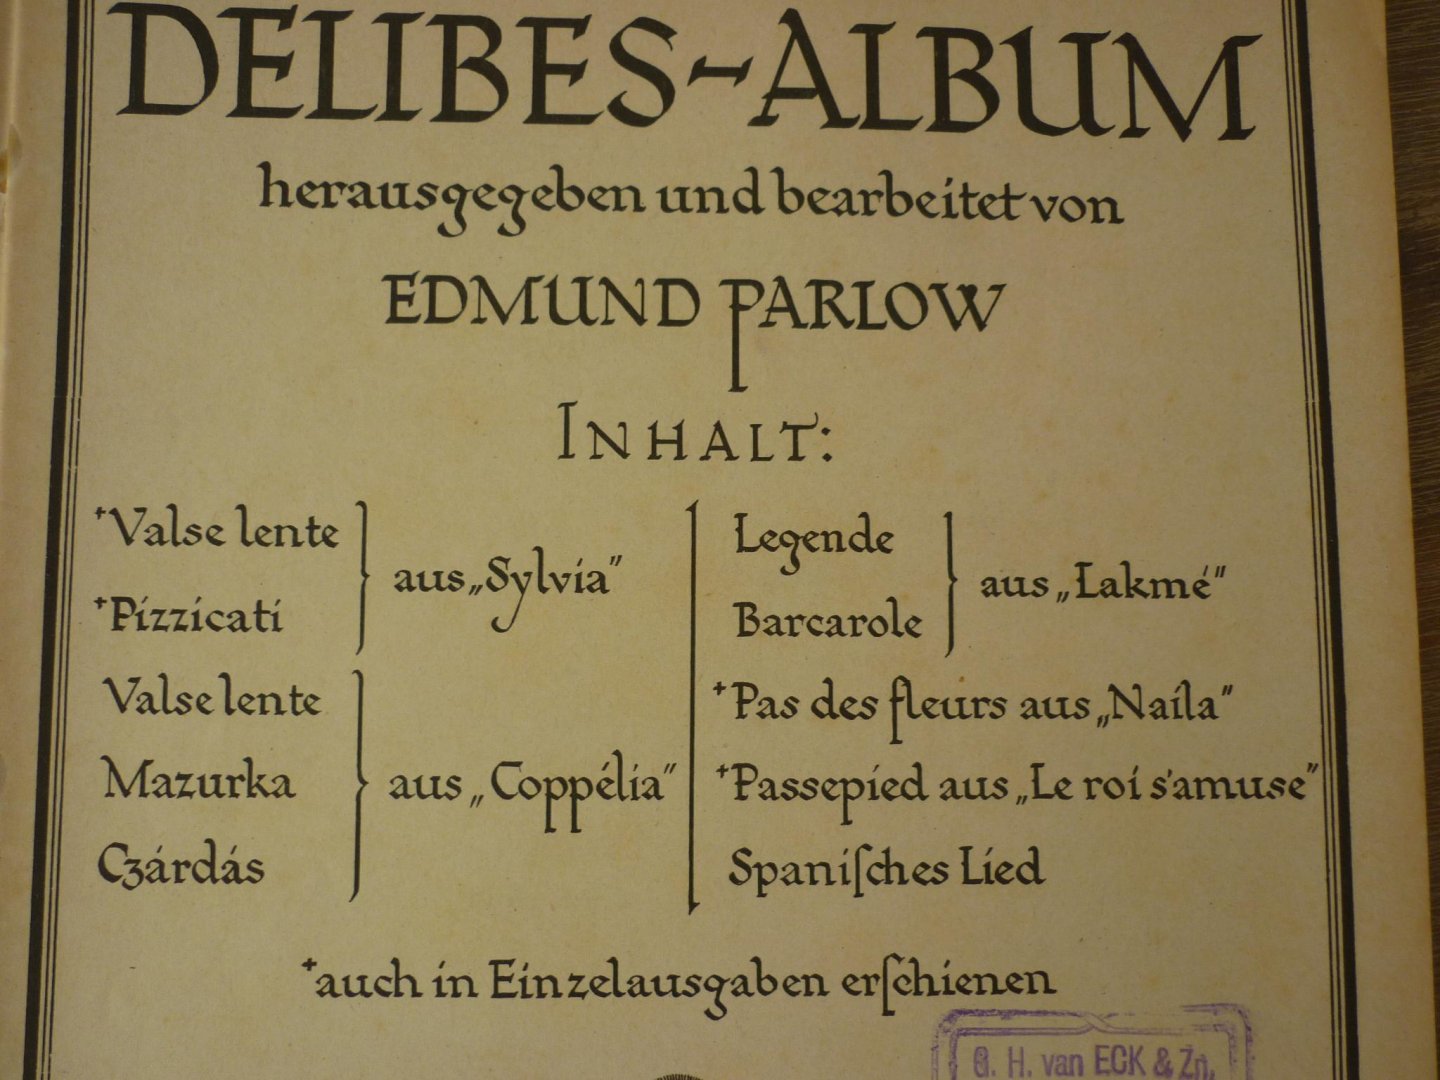 DELIBES-ALBUM
herausgegeben und bearbeitet von
EDMUND PARLOW
INHALT:
+Valse lente
+Pizzicati
aus „Sylvia"
Valse lente
Mazurka
Czárdás
aus „Coppélia"
Legende
Barcarole
aus „Lakmé"
+Pas des fleurs aus „Naila"
+Passepied aus „Le roi s'amuse"
Spaniſches Lied
+auch in Einzelausgaben erſchienen
G. H. van ECK & Zn.